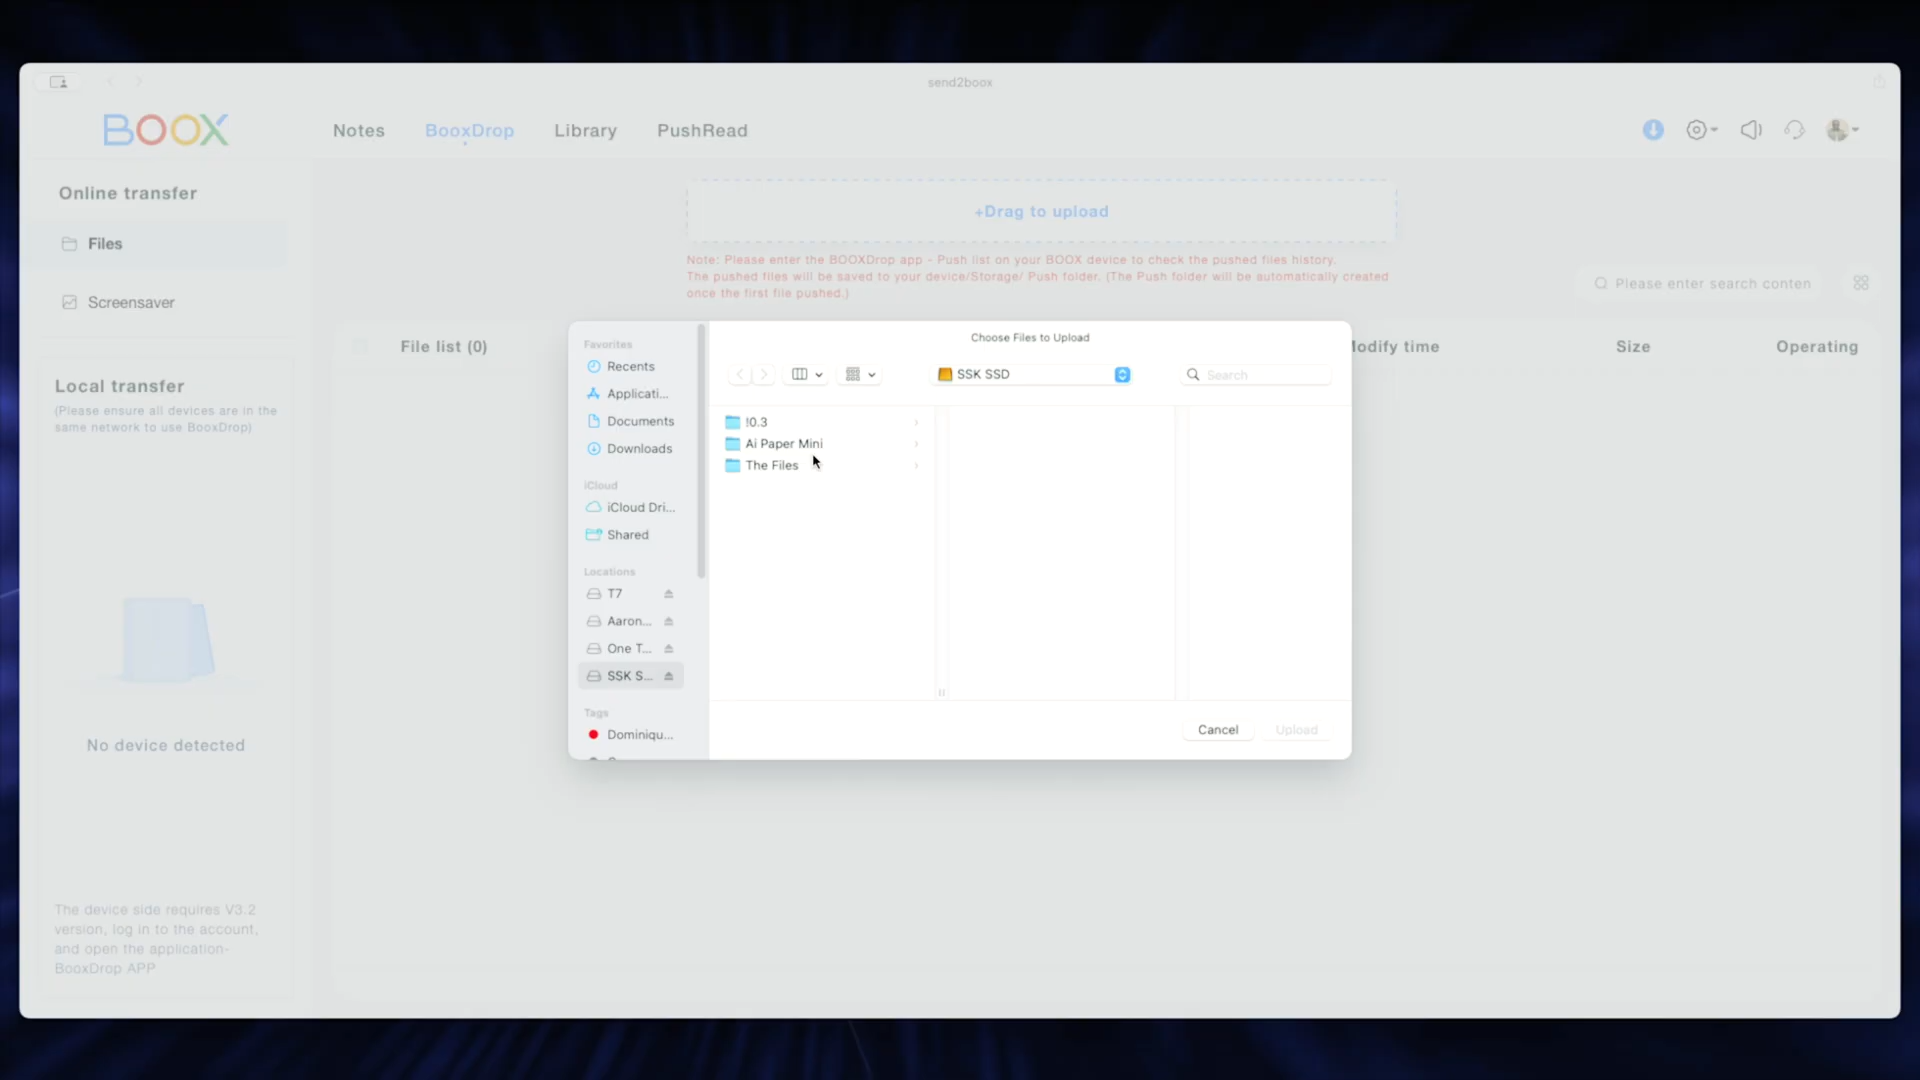 send2boox
BOOX
Notes
BooxDrop
Library
PushRead
Online transfer
Files
Screensaver
+Drag to upload
Note: Please enter the BOOXDrop app - Push list on your BOOX device to check the pushed files history.
The pushed files will be saved to your device/Storage/ Push folder. (The Push folder will be automatically created
once the first file pushed.)
Please enter search conten
File list (0)
Modify time
Size
Operating
Local transfer
(Please ensure all devices are in the
same network to use BooxDrop)
No device detected
The device side requires V3.2
version, log in to the account,
and open the application-
BooxDrop APP
Choose Files to Upload
Favorites
Recents
Applicati...
Documents
Downloads
iCloud
iCloud Dri...
Shared
Locations
T7
Aaron...
One T...
SSK S...
Tags
Dominiqu...
SSK SSD
Search
!0.3
Ai Paper Mini
The Files
Cancel
Upload